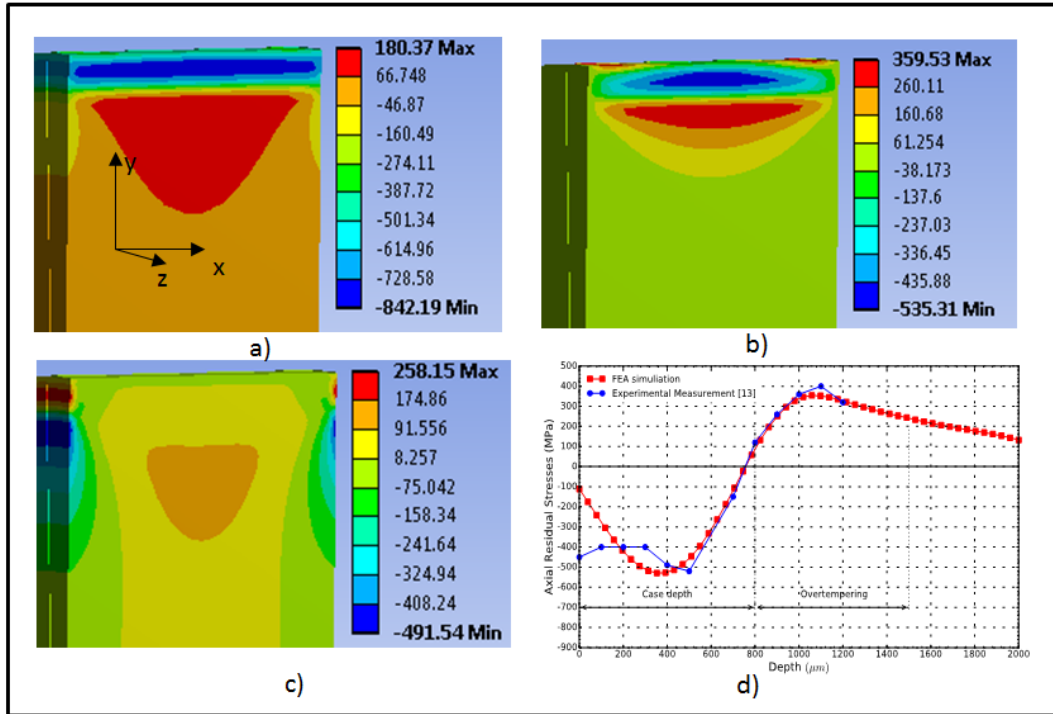 180.37 Max
66.748
-46.87
-160.49
-274.11
-387.72
-501.34
-614.96
-728.58
-842.19 Min
y
x
z
a)
359.53 Max
260.11
160.68
61.254
-38.173
-137.6
-237.03
-336.45
-435.88
-535.31 Min
b)
258.15 Max
174.86
91.556
8.257
-75.042
-158.34
-241.64
-324.94
-408.24
-491.54 Min
c)
Axial Residual Stresses (MPa)
500
400
300
200
100
0
-100
-200
-300
-400
-500
-600
-700
-800
-900
FEA simuliation
Experimental Measurement [13]
Case depth
Overtempering
0 200 400 600 800 1000 1200 1400 1600 1800 2000
Depth (μm)
d)